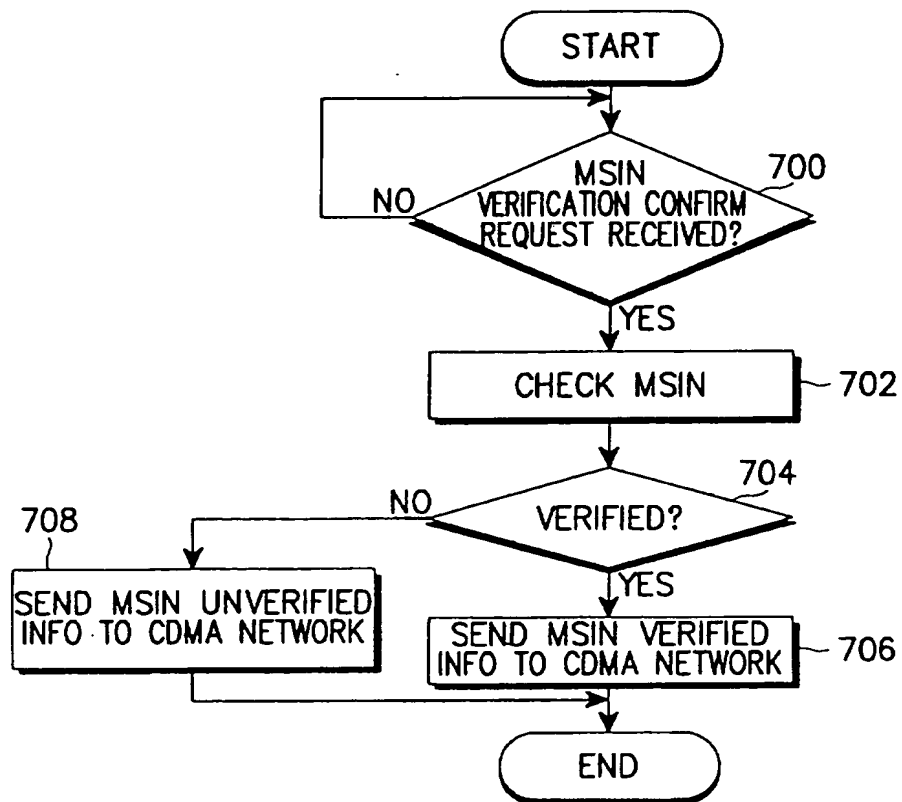 START
MSIN
VERIFICATION CONFIRM
REQUEST RECEIVED?
700
NO
YES
CHECK MSIN
702
VERIFIED?
704
NO
YES
708
SEND MSIN UNVERIFIED
INFO TO CDMA NETWORK
SEND MSIN VERIFIED
INFO TO CDMA NETWORK
706
END